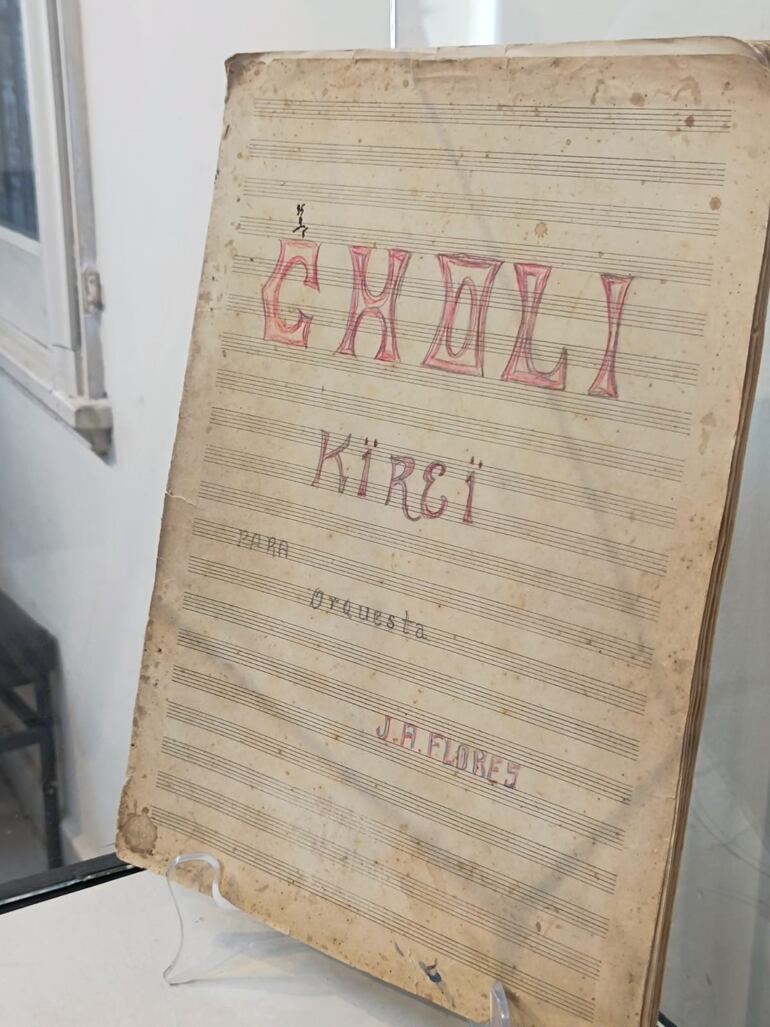 CHOLI
KÏREÏ
PARA
Orquesta
J.A.FLORES